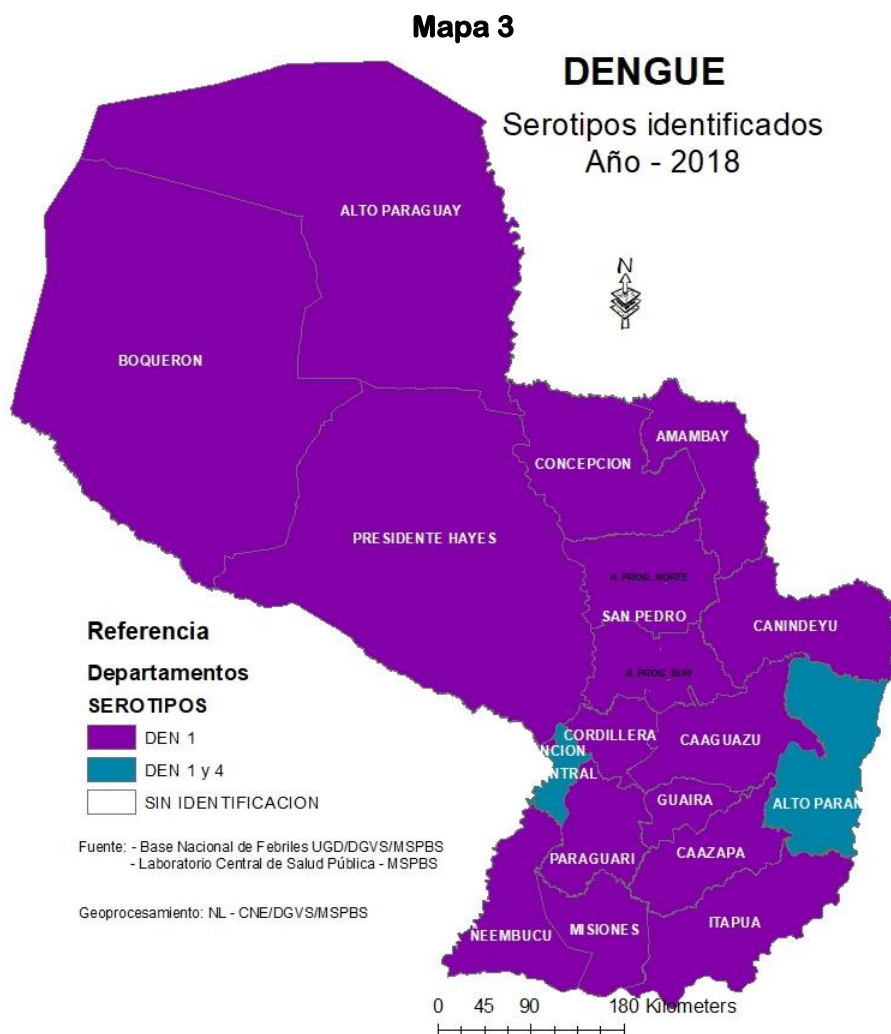 Mapa 3
DENGUE
Serotipos identificados
Año - 2018
N
ALTO PARAGUAY
BOQUERON
AMAMBAY
CONCEPCION
PRESIDENTE HAYES
A. PROG. NORTE
SAN PEDRO
CANINDEYU
A. PROG. SUR
CORDILLERA
CAAGUAZU
NCION
NTRAL
GUAIRA
ALTO PARAN
PARAGUARI
CAAZAPA
ÑEEMBUCU
MISIONES
ITAPUA
Referencia
Departamentos
SEROTIPOS
DEN 1
DEN 1 y 4
SIN IDENTIFICACION
Fuente: - Base Nacional de Febriles UGD/DGVS/MSPBS
- Laboratorio Central de Salud Pública - MSPBS
Geoprocesamiento: NL - CNE/DGVS/MSPBS
0 45 90 180 Kilometers